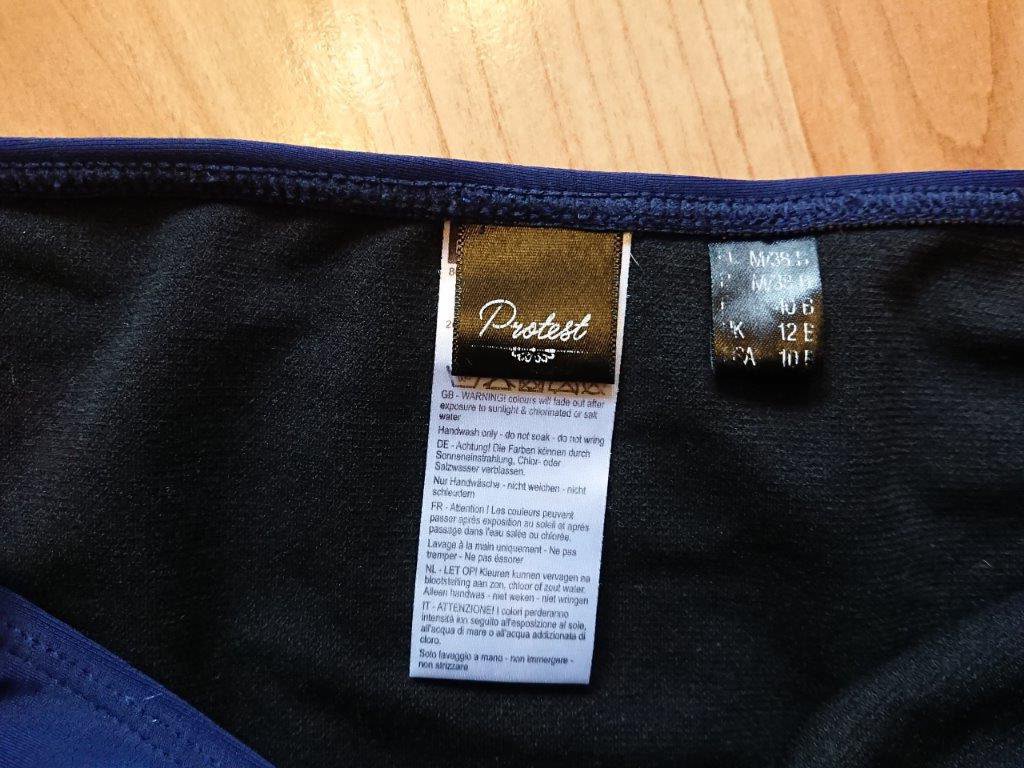 Protest
GB - WARNING! colours will fade out after
exposure to sunlight & chlorinated or salt
water
Handwash only - do not soak - do not wring
DE - Achtung! Die Farben können durch
Sonneneinstrahlung, Chlor- oder
Salzwasser verblassen.
Nur Handwäsche - nicht weichen - nicht
schleudern
FR - Attention ! Les couleurs peuvent
passer après exposition au soleil et après
passage dans l'eau salée ou chlorée.
Lavage à la main uniquement - Ne pas
tremper - Ne pas éssorer
NL - LET OP! Kleuren kunnen vervagen na
blootstelling aan zon, chloor of zout water.
Alleen handwas - niet weken - niet wringen
IT - ATTENZIONE! I colori perderanno
intensità inn seguito all'esposizione al sole,
all'acqua di mare o all'acqua addizionata di
cloro.
Solo lavaggio a mano - non immergere -
non strizzare
M/38 B
M/38 B
10 B
12 B
10 B